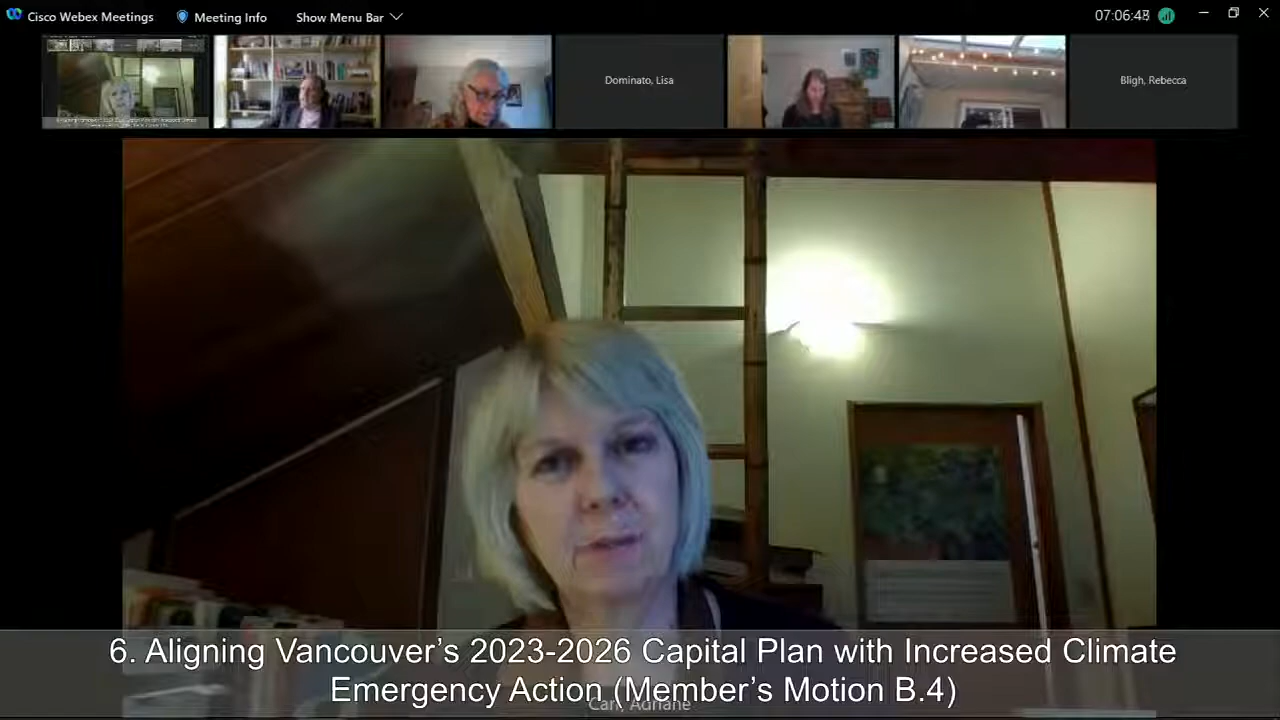 Cisco Webex Meetings
Meeting Info
Show Menu Bar
07:06:48
Dominato, Lisa
Bligh, Rebecca
6. Aligning Vancouver's 2023-2026 Capital Plan with Increased Climate
Emergency Action (Member's Motion B.4)
Carr, Adriane